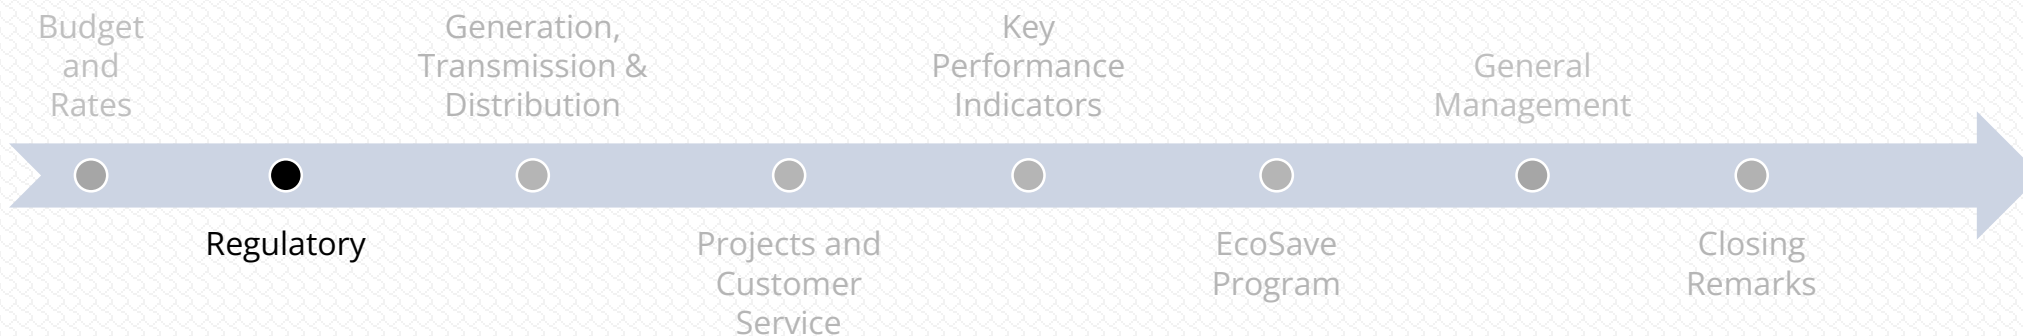 Budget
and
Rates
Regulatory
Generation,
Transmission &
Distribution
Projects and
Customer
Service
Key
Performance
Indicators
EcoSave
Program
General
Management
Closing
Remarks